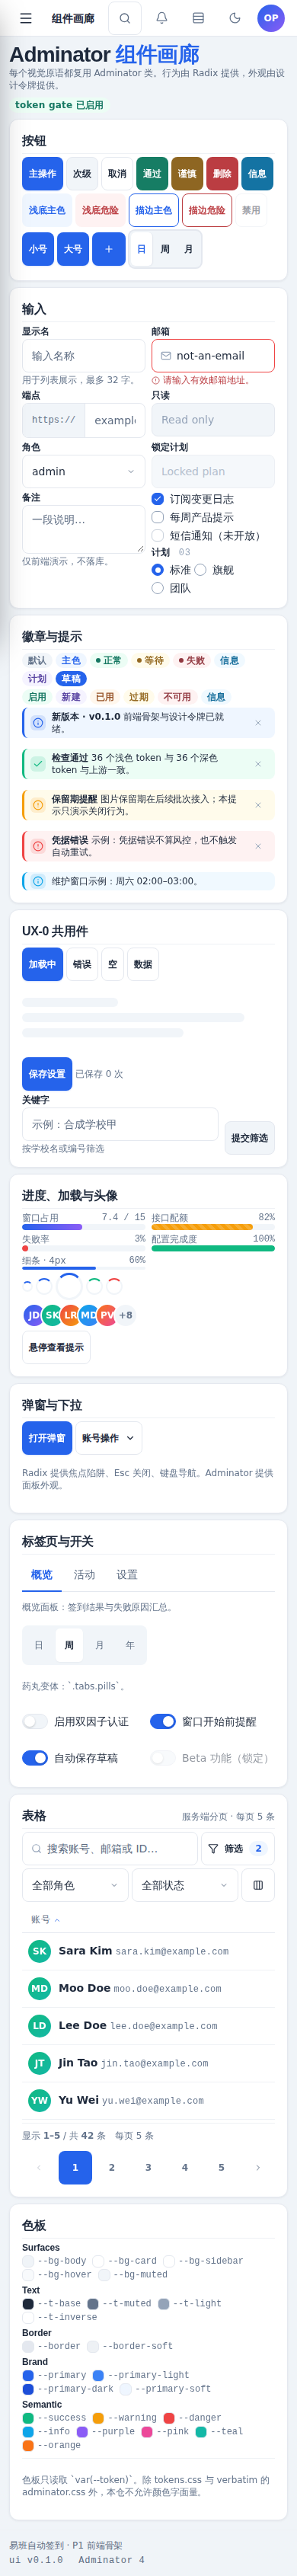 组件画廊
OP
Adminator 组件画廊
每个视觉原语都复用 Adminator 类。行为由 Radix 提供，外观由设计令牌提供。
token gate 已启用
按钮
主操作 次级 取消 通过 谨慎 删除 信息
浅底主色 浅底危险 描边主色 描边危险 禁用
小号 大号 + 日 周 月
输入
显示名 邮箱
输入名称 not-an-email
用于列表展示，最多 32 字。 请输入有效邮箱地址。
端点 只读
https:// Read only
角色 锁定计划
admin Locked plan
备注
一段说明…
仅前端演示，不落库。
订阅变更日志
每周产品提示
短信通知（未开放）
计划 03
标准 旗舰
团队
徽章与提示
默认 主色 正常 等待 失败 信息
计划 草稿
启用 新建 已用 过期 不可用 信息
新版本 · v0.1.0 前端骨架与设计令牌已就绪。
检查通过 36 个浅色 token 与 36 个深色 token 与上游一致。
保留期提醒 图片保留期在后续批次接入；本提示只演示关闭行为。
凭据错误 示例：凭据错误不算风控，也不触发自动重试。
维护窗口示例：周六 02:00–03:00。
UX-0 共用件
加载中 错误 空 数据
保存设置 已保存 0 次
关键字
示例：合成学校甲
提交筛选
按学校名或编号筛选
进度、加载与头像
窗口占用 7.4 / 15 接口配额 82%
失败率 3% 配置完成度 100%
细条 · 4px 60%
JD SK LR MD PV +8
悬停查看提示
弹窗与下拉
打开弹窗 账号操作
Radix 提供焦点陷阱、Esc 关闭、键盘导航。Adminator 提供面板外观。
标签页与开关
概览 活动 设置
概览面板：签到结果与失败原因汇总。
日 周 月 年
药丸变体：`.tabs.pills`。
启用双因子认证 窗口开始前提醒
自动保存草稿 Beta 功能（锁定）
表格 服务端分页 · 每页 5 条
搜索账号、邮箱或 ID… 筛选 2
全部角色 全部状态
账号
SK Sara Kim sara.kim@example.com
MD Moo Doe moo.doe@example.com
LD Lee Doe lee.doe@example.com
JT Jin Tao jin.tao@example.com
YW Yu Wei yu.wei@example.com
显示 1–5 / 共 42 条 每页 5 条
‹ 1 2 3 4 5 ›
色板
Surfaces
--bg-body --bg-card --bg-sidebar
--bg-hover --bg-muted
Text
--t-base --t-muted --t-light
--t-inverse
Border
--border --border-soft
Brand
--primary --primary-light
--primary-dark --primary-soft
Semantic
--success --warning --danger
--info --purple --pink --teal
--orange
色板只读取 `var(--token)`。除 tokens.css 与 verbatim 的 adminator.css 外，本仓不允许颜色字面量。
易班自动签到 · P1 前端骨架
ui v0.1.0 Adminator 4